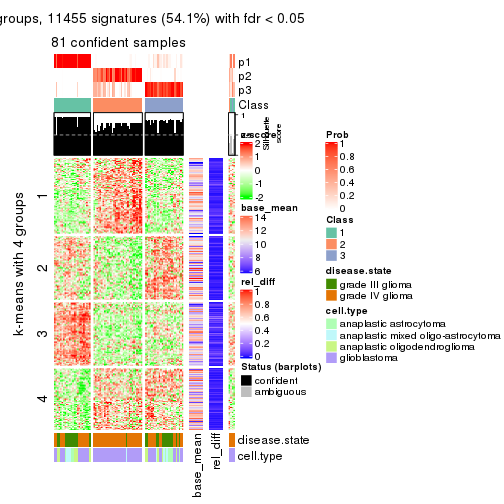 groups, 11455 signatures (54.1%) with fdr < 0.05
81 confident samples
p1
p2
p3
Class
1
Silhouette
score
z-score
2
1
0
-1
-2
base_mean
14
12
10
8
6
rel_diff
1
0.8
0.6
0.4
0.2
0
Status (barplots)
confident
ambiguous
Prob
1
0.8
0.6
0.4
0.2
0
Class
1
2
3
disease.state
grade III glioma
grade IV glioma
cell.type
anaplastic astrocytoma
anaplastic mixed oligo-astrocytoma
anaplastic oligodendroglioma
glioblastoma
k-means with 4 groups
1
2
3
4
disease.state
cell.type
base_mean
rel_diff